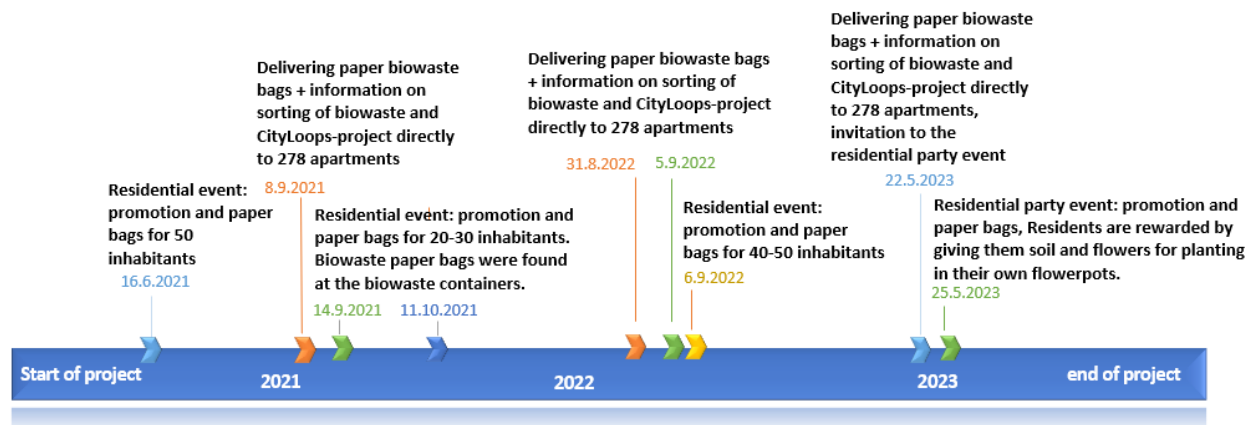 Residential event:
promotion and paper
bags for 50
inhabitants
16.6.2021
Delivering paper biowaste
bags + information on
sorting of biowaste and
CityLoops-project directly
to 278 apartments
8.9.2021
Residential event: promotion and
paper bags for 20-30 inhabitants.
Biowaste paper bags were found
at the biowaste containers.
14.9.2021
11.10.2021
Delivering paper biowaste bags
+ information on sorting of
biowaste and CityLoops-project
directly to 278 apartments
31.8.2022
5.9.2022
Residential event:
promotion and paper
bags for 40-50 inhabitants
6.9.2022
Delivering paper biowaste
bags + information on
sorting of biowaste and
CityLoops-project directly
to 278 apartments,
invitation to the
residential party event
22.5.2023
Residential party event: promotion and
paper bags, Residents are rewarded by
giving them soil and flowers for planting
in their own flowerpots.
25.5.2023
Start of project
2021
2022
2023
end of project